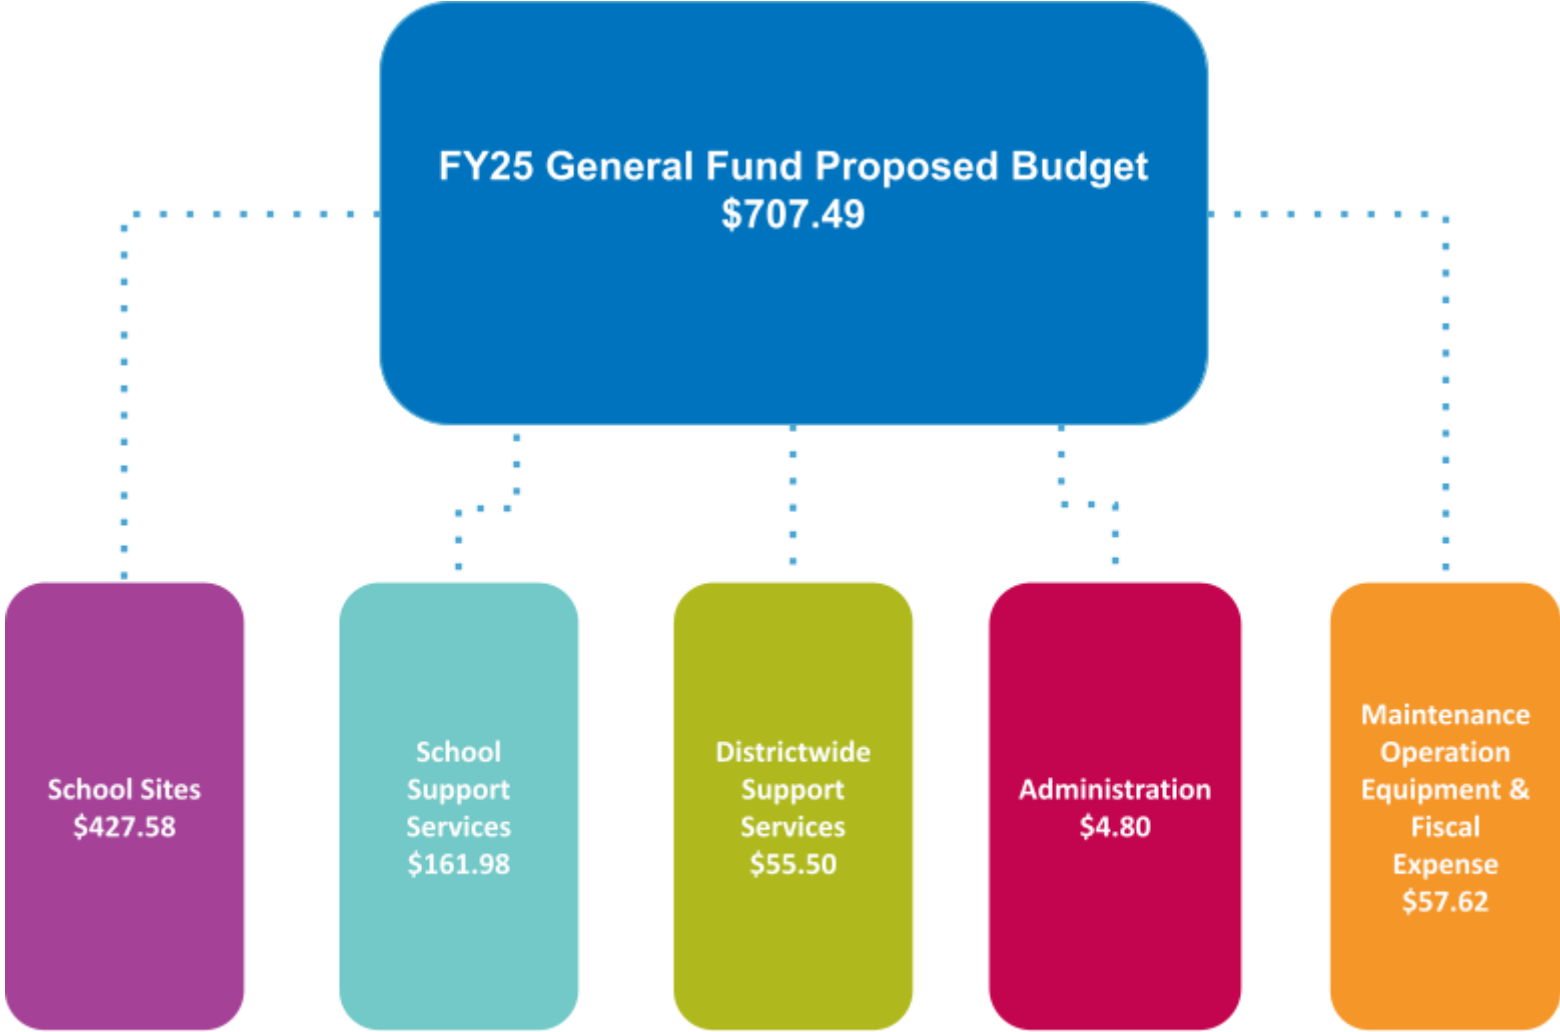 FY25 General Fund Proposed Budget
$707.49
School Sites
$427.58
School
Support
Services
$161.98
Districtwide
Support
Services
$55.50
Administration
$4.80
Maintenance
Operation
Equipment &
Fiscal
Expense
$57.62